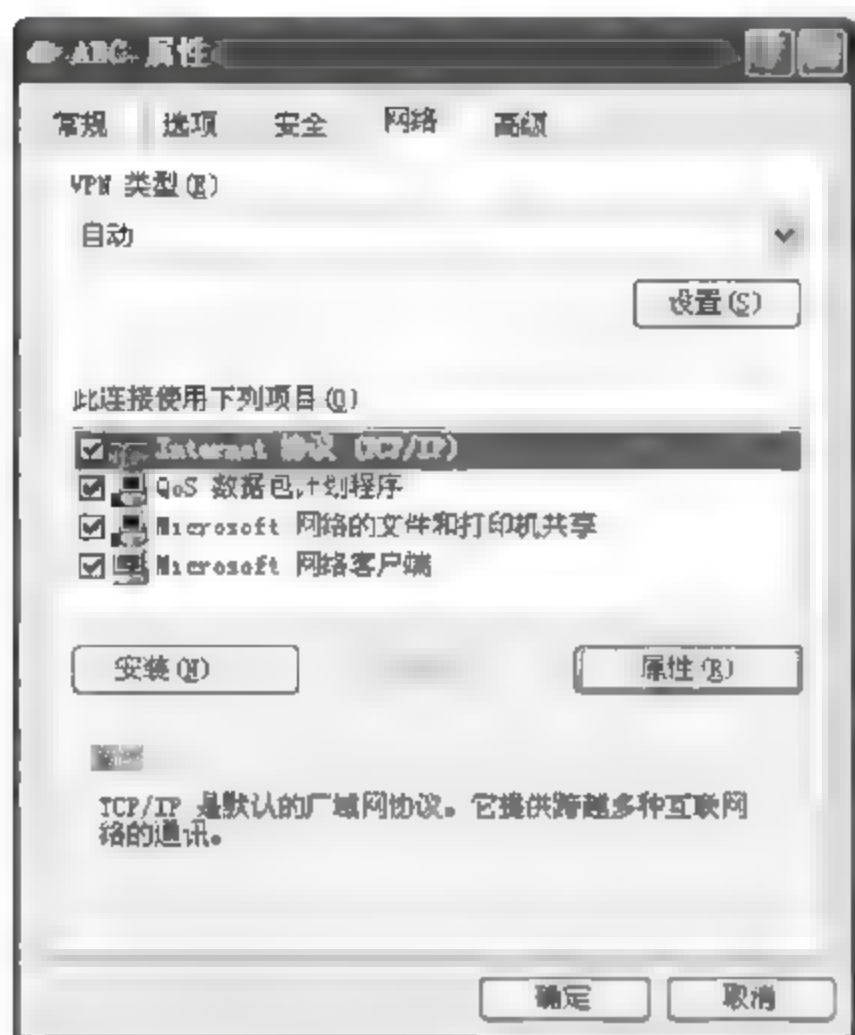 ABC 属性
常规 选项 安全 网络 高级
VPN 类型(E)
自动
设置(S)
此连接使用下列项目(O)
Internet 协议 (TCP/IP)
QoS 数据包计划程序
Microsoft 网络的文件和打印机共享
Microsoft 网络客户端
安装(N) 属性(R)
TCP/IP 是默认的广域网协议。它提供跨越多种互联网
络的通讯。
确定 取消